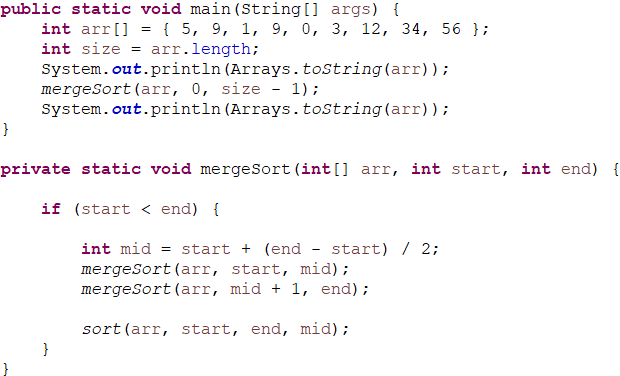 public static void main(String[] args) {
    int arr[] = { 5, 9, 1, 9, 0, 3, 12, 34, 56 };
    int size = arr.length;
    System.out.println(Arrays.toString(arr));
    mergeSort(arr, 0, size - 1);
    System.out.println(Arrays.toString(arr));
}
private static void mergeSort(int[] arr, int start, int end) {
    if (start < end) {
        int mid = start + (end - start) / 2;
        mergeSort(arr, start, mid);
        mergeSort(arr, mid + 1, end);
        sort(arr, start, end, mid);
    }
}